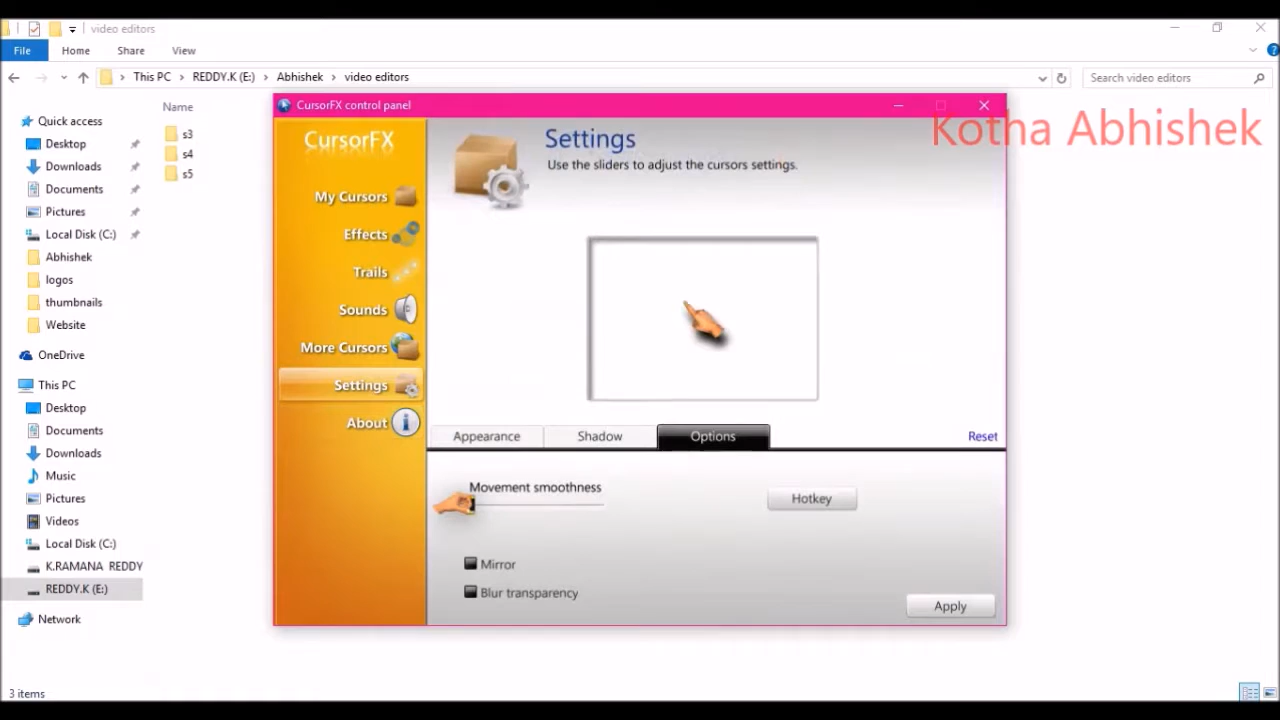 video editors
File Home Share View
This PC REDDY.K (E:) Abhishek video editors
Search video editors
Name
Quick access
Desktop
Downloads
Documents
Pictures
Local Disk (C:)
Abhishek
logos
thumbnails
Website
OneDrive
This PC
Desktop
Documents
Downloads
Music
Pictures
Videos
Local Disk (C:)
K.RAMANA REDDY
REDDY.K (E:)
Network
3 items
s3
s4
s5
CursorFX control panel
CursorFX
My Cursors
Effects
Trails
Sounds
More Cursors
Settings
About
Settings
Use the sliders to adjust the cursors settings.
Appearance Shadow Options Reset
Movement smoothness
Hotkey
Mirror
Blur transparency
Apply
Kotha Abhishek